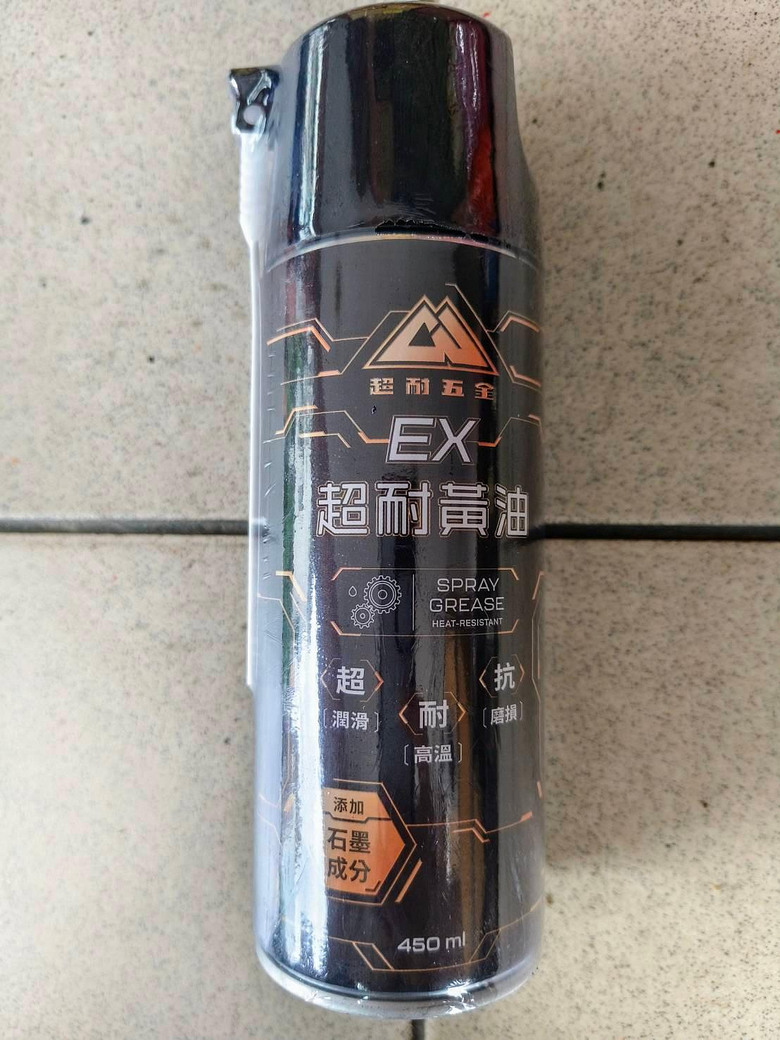 超耐五金
EX
超耐黃油
SPRAY
GREASE
HEAT-RESISTANT
超
潤滑
耐
高溫
抗
磨損
添加
石墨
成分
450 ml